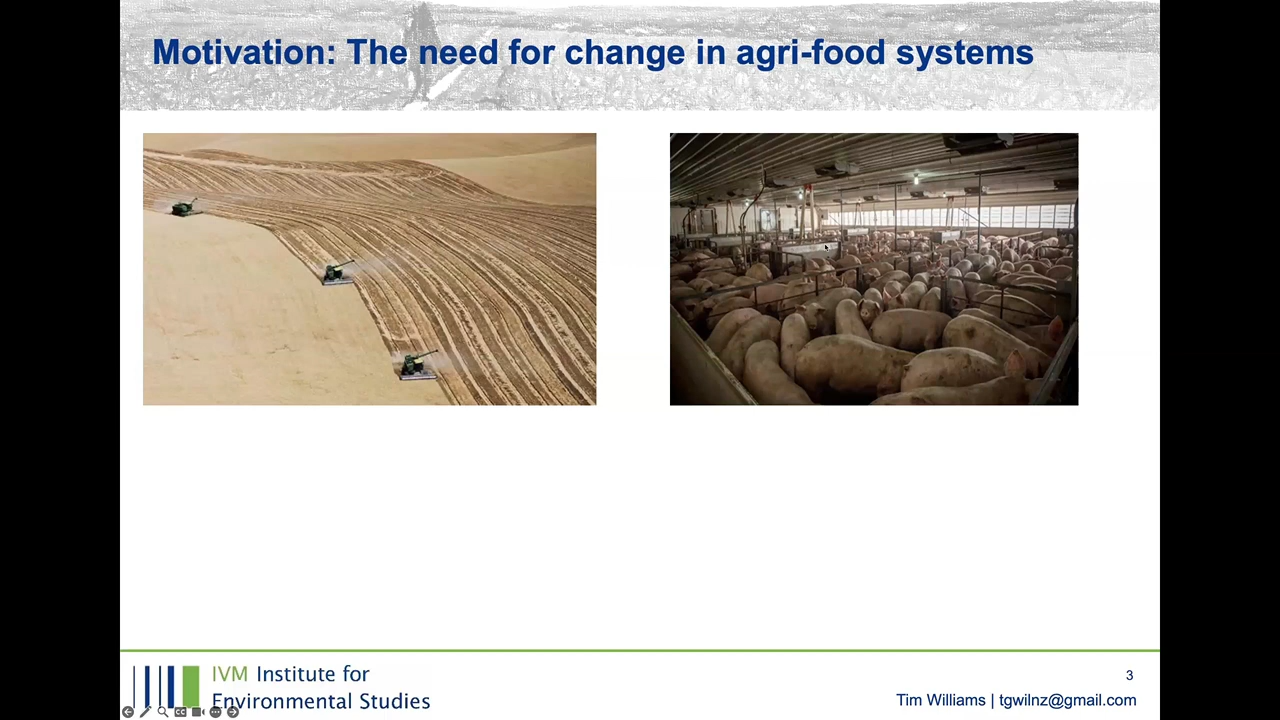 Motivation: The need for change in agri-food systems
IVM Institute for
Environmental Studies
3
Tim Williams | tgwilnz@gmail.com